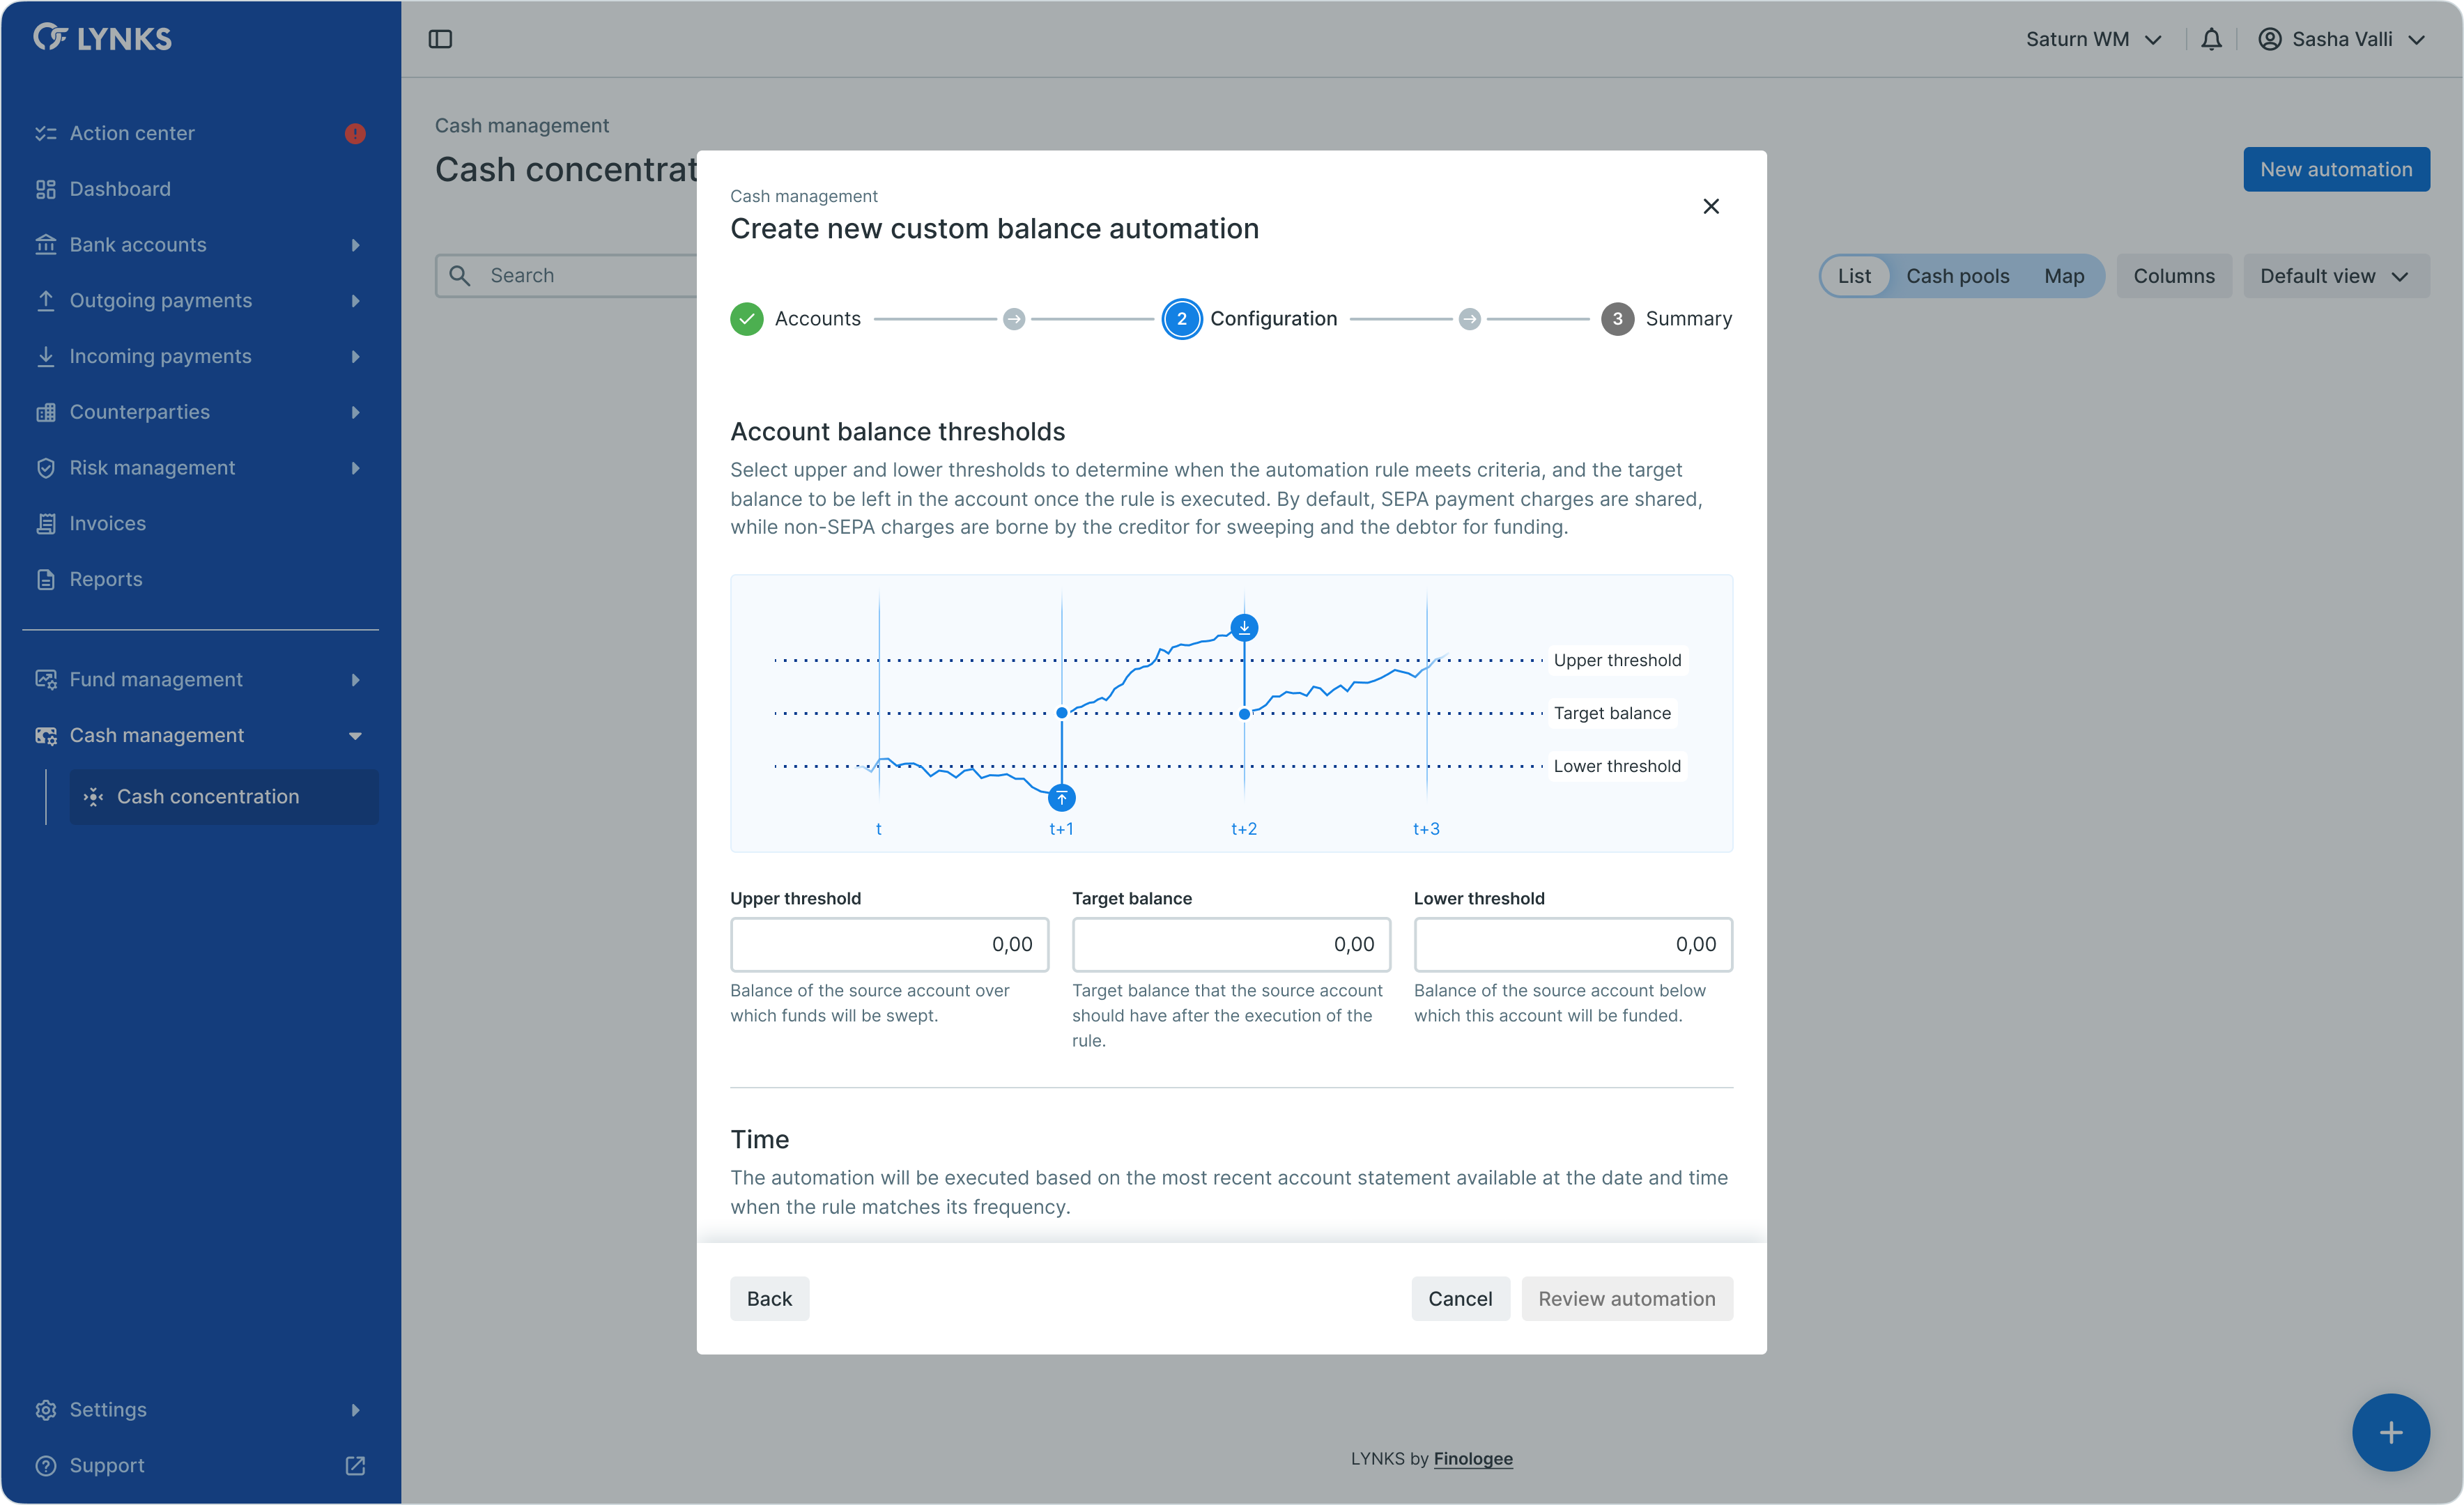 LYNKS
Action center
Dashboard
Bank accounts
Outgoing payments
Incoming payments
Counterparties
Risk management
Invoices
Reports
Fund management
Cash management
Cash concentration
Settings
Support
Saturn WM
Sasha Valli
Cash management
Cash concentrat
New automation
Search
List
Cash pools
Map
Columns
Default view
Cash management
Create new custom balance automation
Accounts
2 Configuration
3 Summary
Account balance thresholds
Select upper and lower thresholds to determine when the automation rule meets criteria, and the target
balance to be left in the account once the rule is executed. By default, SEPA payment charges are shared,
while non-SEPA charges are borne by the creditor for sweeping and the debtor for funding.
Upper threshold
Target balance
Lower threshold
t t+1 t+2 t+3
Upper threshold
0,00
Balance of the source account over
which funds will be swept.
Target balance
0,00
Target balance that the source account
should have after the execution of the
rule.
Lower threshold
0,00
Balance of the source account below
which this account will be funded.
Time
The automation will be executed based on the most recent account statement available at the date and time
when the rule matches its frequency.
Back
Cancel
Review automation
LYNKS by Finologee